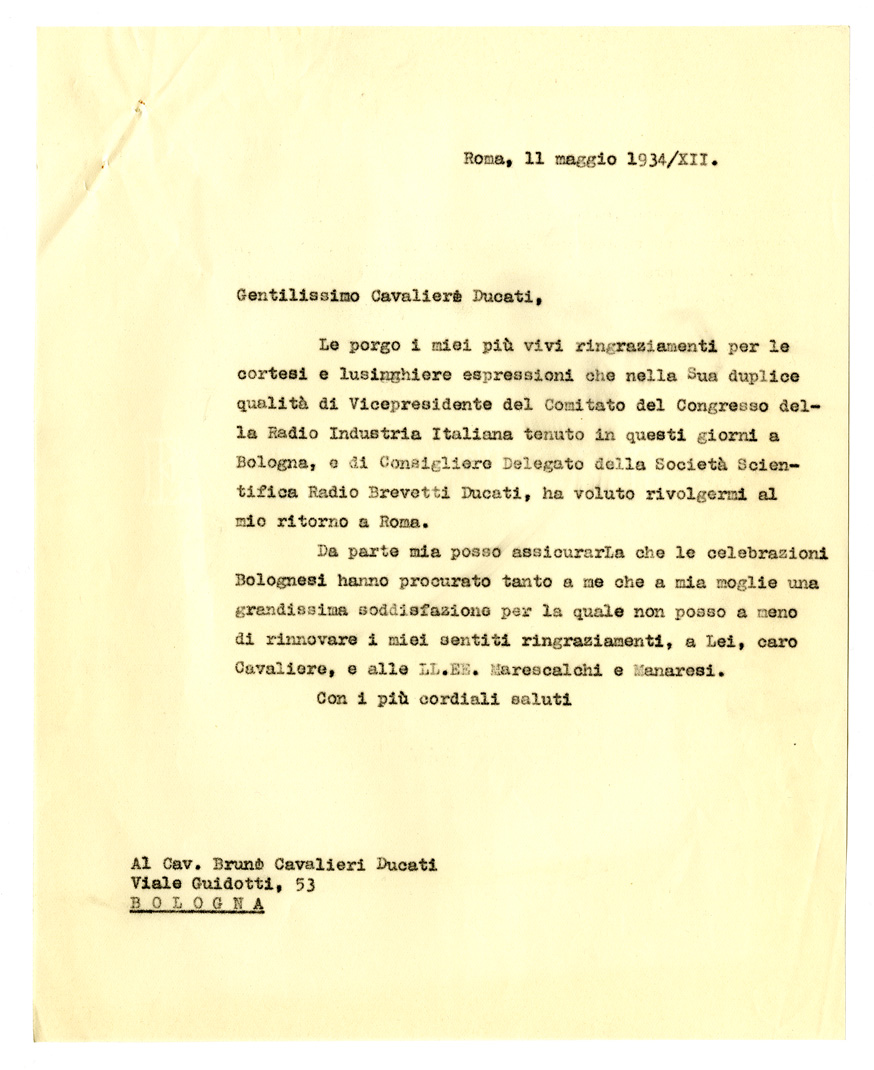 Roma, 11 maggio 1934/XII.
Gentilissimo Cavaliere Ducati,
Le porgo i miei più vivi ringraziamenti per le
cortesi e lusinghiere espressioni che nella Sua duplice
qualità di Vicepresidente del Comitato del Congresso del-
la Radio Industria Italiana tenuto in questi giorni a
Bologna, e di Consigliere Delegato della Società Scien-
tifica Radio Brevetti Ducati, ha voluto rivolgermi al
mio ritorno a Roma.
Da parte mia posso assicurarLa che le celebrazioni
Bolognesi hanno procurato tanto a me che a mia moglie una
grandissima soddisfazione per la quale non posso a meno
di rinnovare i miei sentiti ringraziamenti, a Lei, caro
Cavaliere, e alle LL.EE. Marescalchi e Manaresi.
Con i più cordiali saluti
Al Cav. Bruno Cavalieri Ducati
Viale Guidotti, 53
B O L O G N A